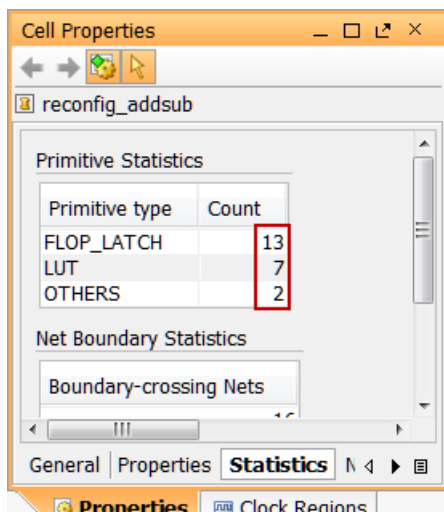 Cell Properties
reconfig_addsub
Primitive Statistics
Primitive type Count
FLOP_LATCH 13
LUT 7
OTHERS 2
Net Boundary Statistics
Boundary-crossing Nets
General Properties Statistics N
Properties Clock Regions